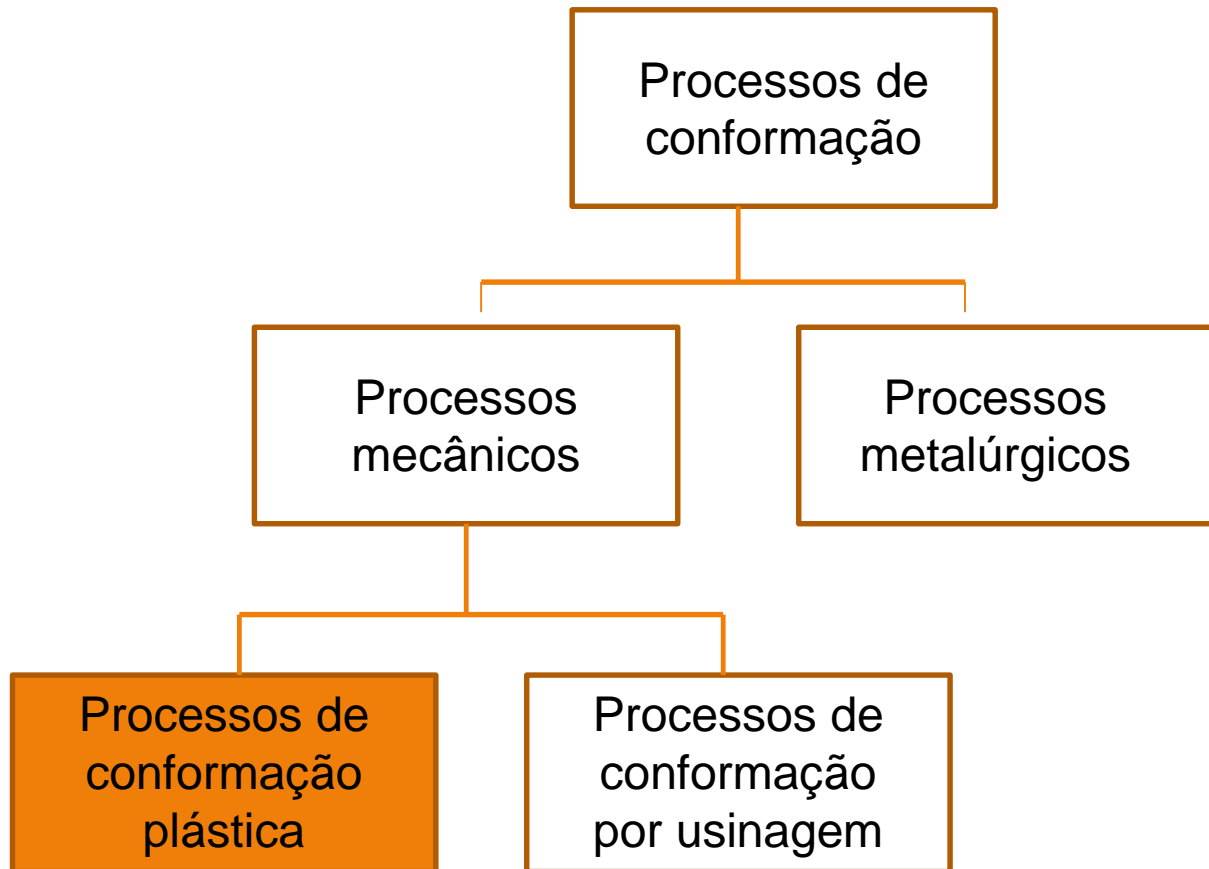 Processos de
conformação
Processos
mecânicos
Processos
metalúrgicos
Processos de
conformação
plástica
Processos de
conformação
por usinagem